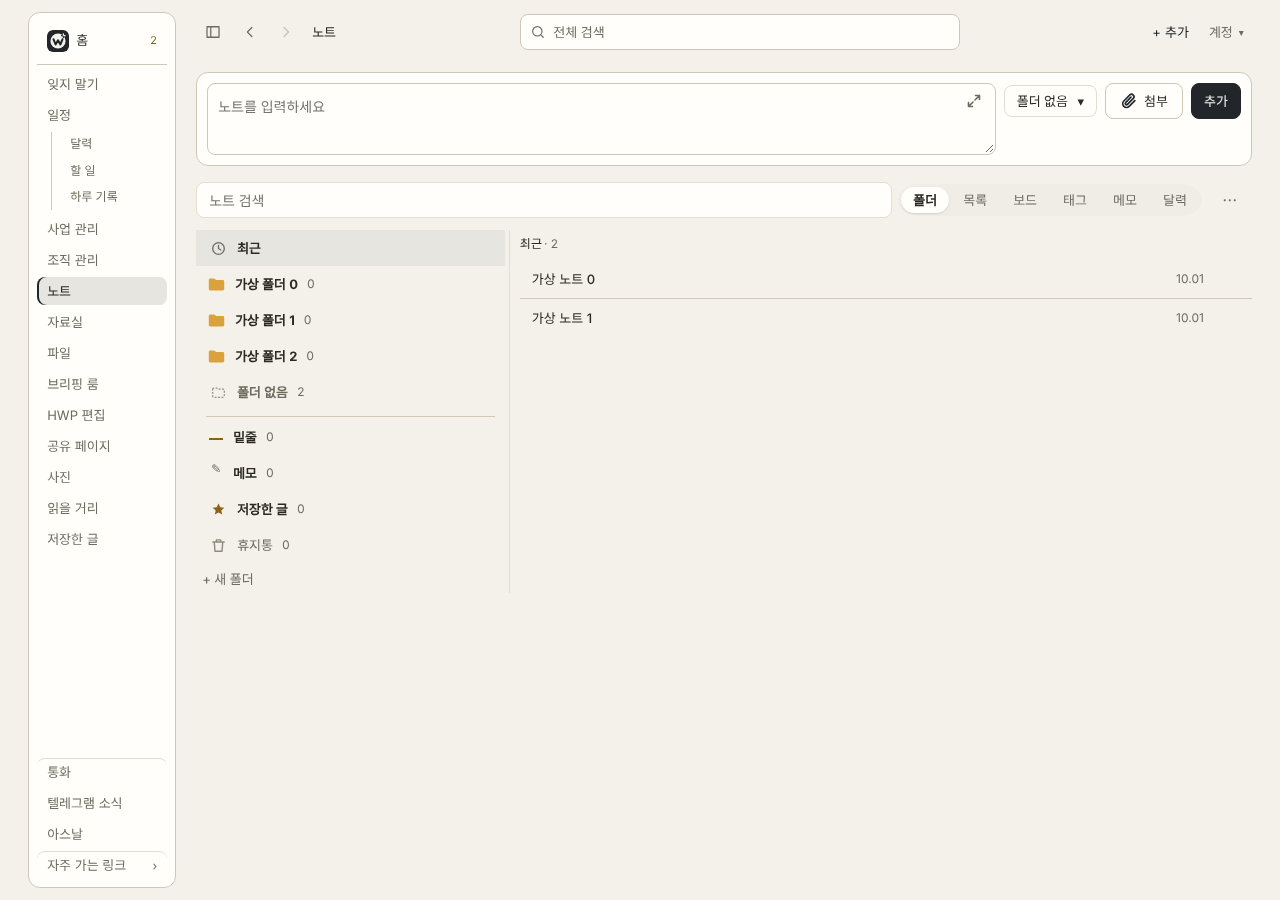 홈 2
잊지 말기
일정
달력
할 일
하루 기록
사업 관리
조직 관리
노트
자료실
파일
브리핑 룸
HWP 편집
공유 페이지
사진
읽을 거리
저장한 글
통화
텔레그램 소식
아스날
자주 가는 링크 ›
노트
전체 검색
+ 추가
계정 ▾
노트를 입력하세요
폴더 없음 ▾
첨부
추가
노트 검색
폴더 목록 보드 태그 메모 달력 ···
최근
가상 폴더 0 0
가상 폴더 1 0
가상 폴더 2 0
폴더 없음 2
밑줄 0
메모 0
저장한 글 0
휴지통 0
+ 새 폴더
최근 · 2
가상 노트 0 10.01
가상 노트 1 10.01